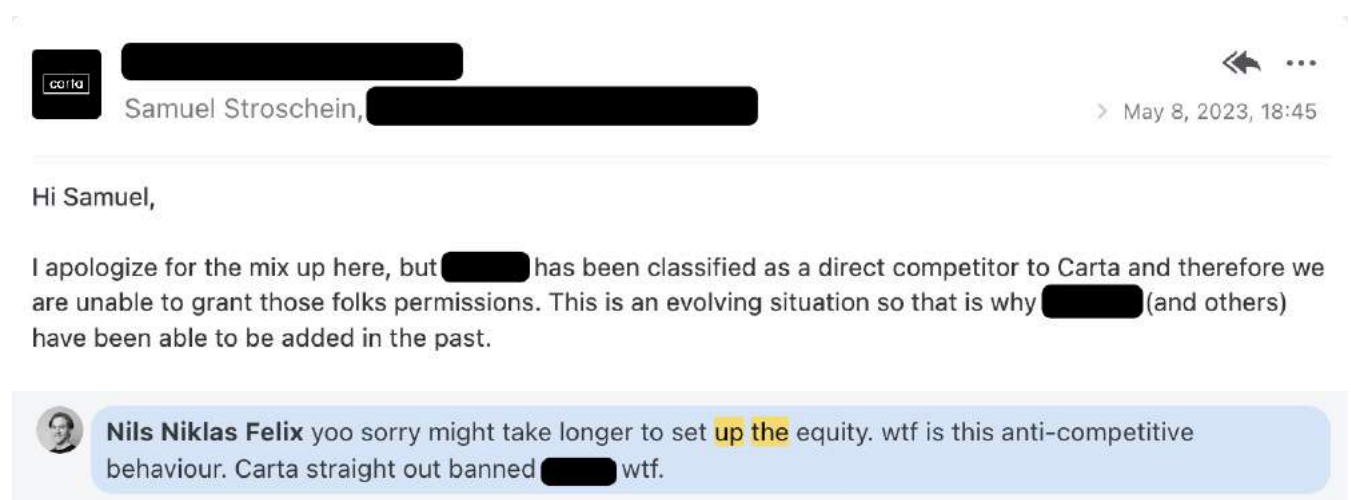 carta
Samuel Stroschein,
May 8, 2023, 18:45
Hi Samuel,
I apologize for the mix up here, but has been classified as a direct competitor to Carta and therefore we
are unable to grant those folks permissions. This is an evolving situation so that is why (and others)
have been able to be added in the past.
Nils Niklas Felix yoo sorry might take longer to set up the equity. wtf is this anti-competitive
behaviour. Carta straight out banned wtf.